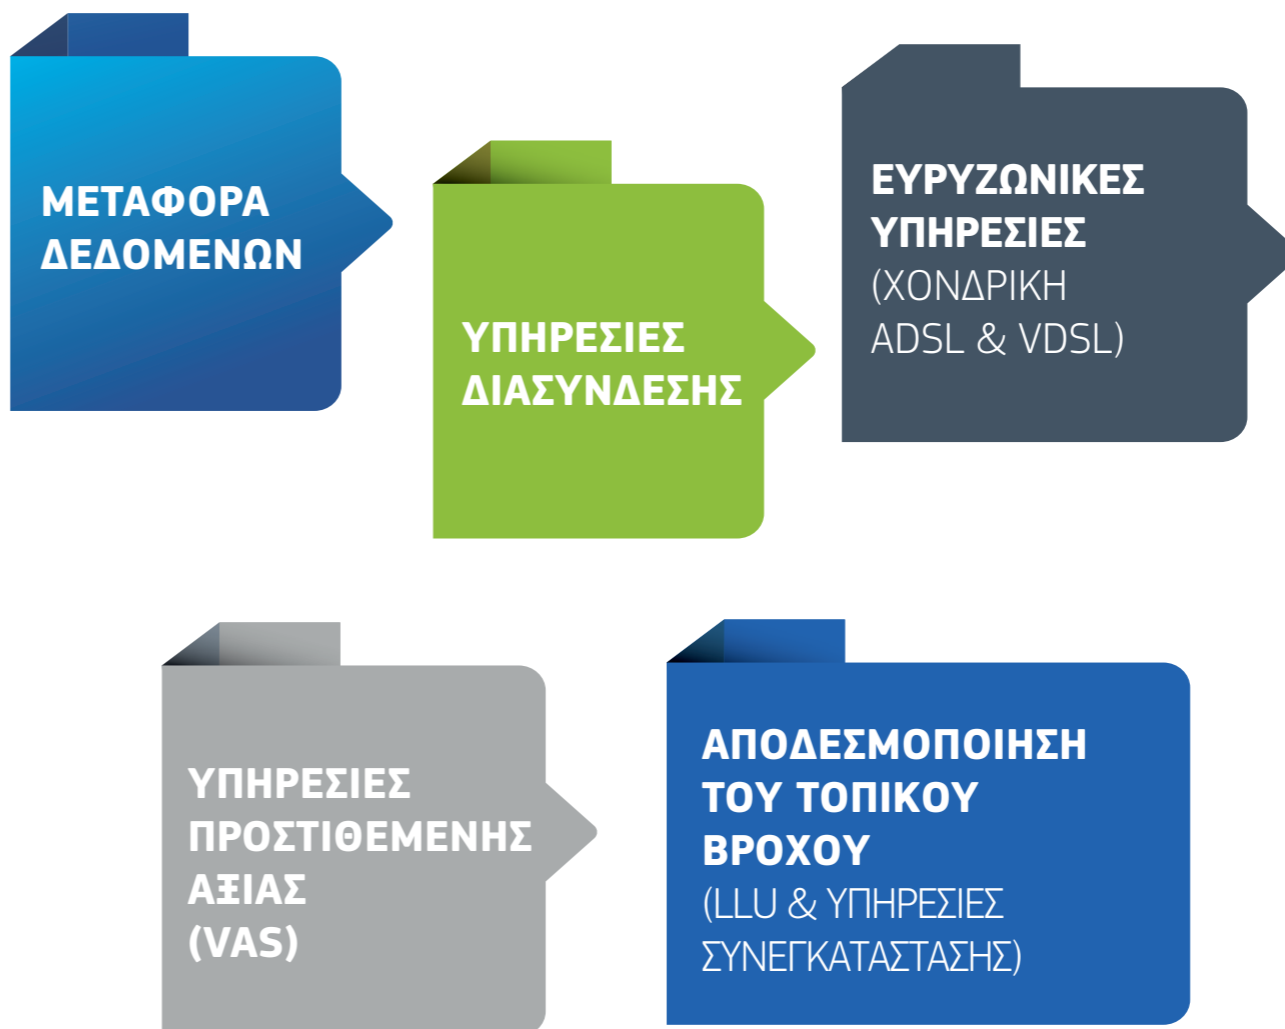 ΜΕΤΑΦΟΡΑ
ΔΕΔΟΜΕΝΩΝ
ΥΠΗΡΕΣΙΕΣ
ΔΙΑΣΥΝΔΕΣΗΣ
ΕΥΡΥΖΩΝΙΚΕΣ
ΥΠΗΡΕΣΙΕΣ
(ΧΟΝΔΡΙΚΗ
ADSL & VDSL)
ΥΠΗΡΕΣΙΕΣ
ΠΡΟΣΤΙΘΕΜΕΝΗΣ
ΑΞΙΑΣ
(VAS)
ΑΠΟΔΕΣΜΟΠΟΙΗΣΗ
ΤΟΥ ΤΟΠΙΚΟΥ
ΒΡΟΧΟΥ
(LLU & ΥΠΗΡΕΣΙΕΣ
ΣΥΝΕΓΚΑΤΑΣΤΑΣΗΣ)